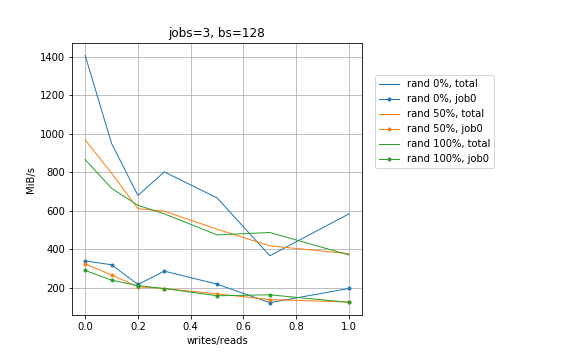 jobs=3, bs=128
1400
1200
1000
800
600
400
200
MiB/s
0.0 0.2 0.4 0.6 0.8 1.0
writes/reads
rand 0%, total
rand 0%, job0
rand 50%, total
rand 50%, job0
rand 100%, total
rand 100%, job0